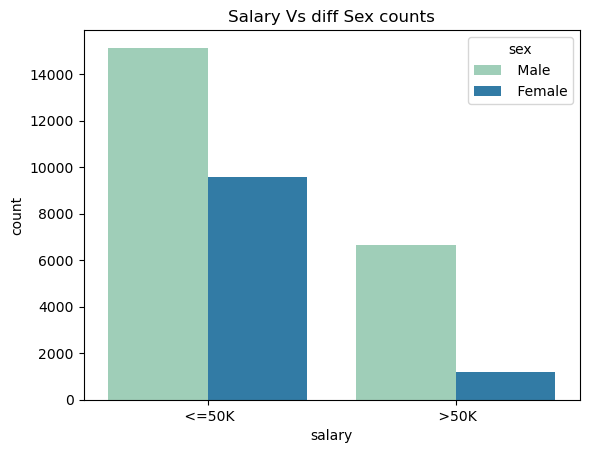 Salary Vs diff Sex counts
sex
Male
Female
14000
12000
10000
8000
6000
4000
2000
0
count
<=50K
>50K
salary